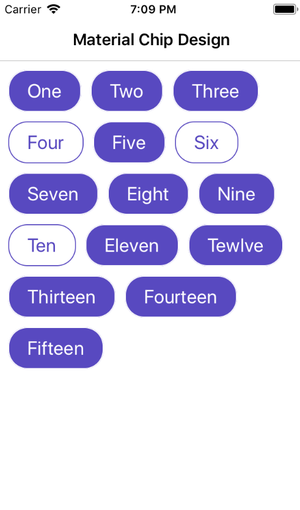 Carrier 7:09 PM
Material Chip Design
One Two Three
Four Five Six
Seven Eight Nine
Ten Eleven Tewlve
Thirteen Fourteen
Fifteen